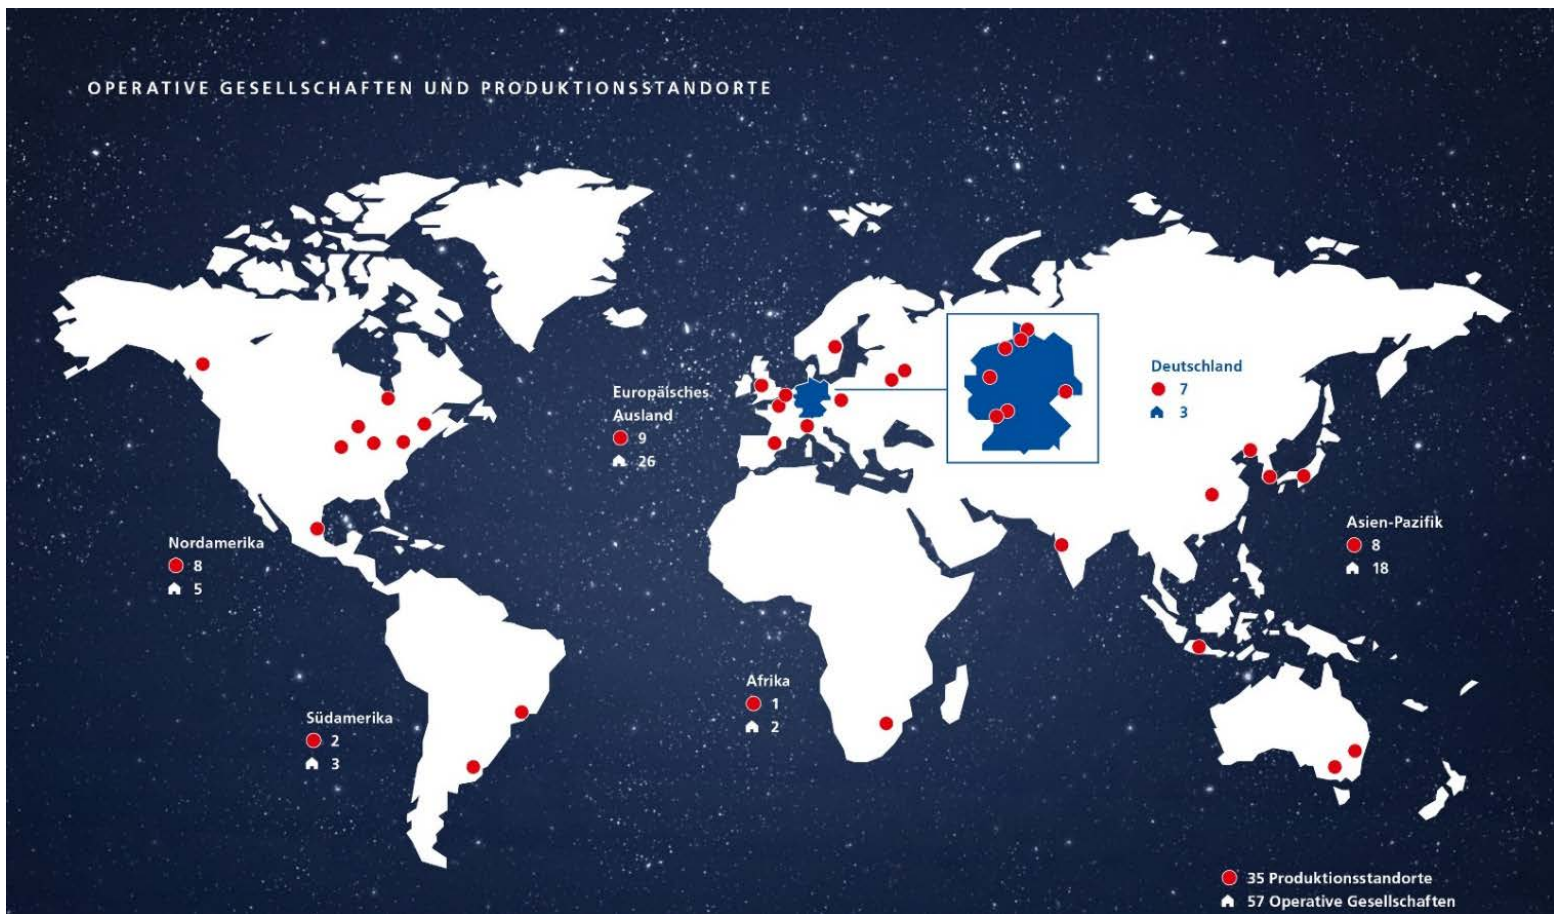 OPERATIVE GESELLSCHAFTEN UND PRODUKTIONSSTANDORTE
Deutschland
7
3
Europäisches
Ausland
9
26
Asien-Pazifik
8
18
Nordamerika
8
5
Afrika
1
2
Südamerika
2
3
35 Produktionsstandorte
57 Operative Gesellschaften